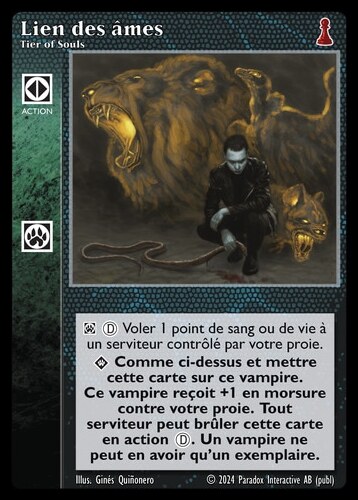 Lien des âmes
Tier of Souls
ACTION
Ⓓ Voler 1 point de sang ou de vie à
un serviteur contrôlé par votre proie.
Comme ci-dessus et mettre
cette carte sur ce vampire.
Ce vampire reçoit +1 en morsure
contre votre proie. Tout
serviteur peut brûler cette carte
en action Ⓓ. Un vampire ne
peut en avoir qu'un exemplaire.
Illus. Ginés Quiñonero
© 2024 Paradox Interactive AB (publ)